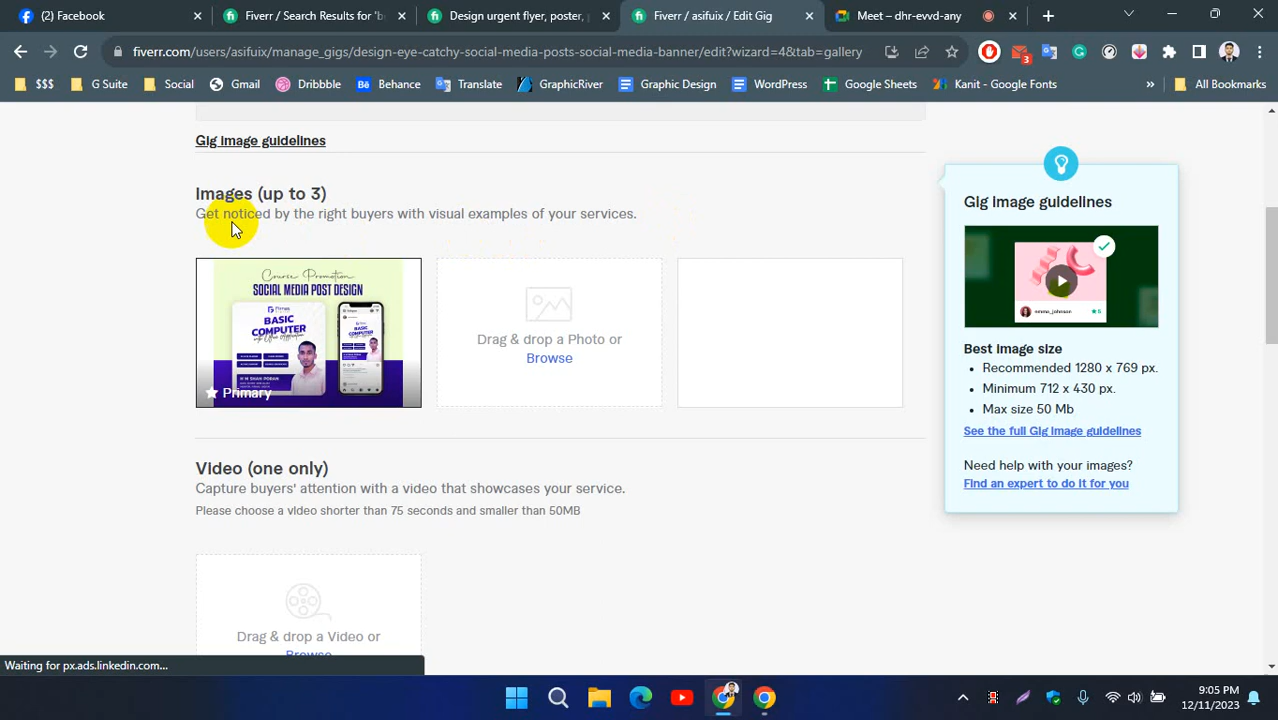 (2) Facebook
Fiverr / Search Results for 'b
Design urgent flyer, poster, p
Fiverr / asifuix / Edit Gig
Meet – dhr-evvd-any
fiverr.com/users/asifuix/manage_gigs/design-eye-catchy-social-media-posts-social-media-banner/edit?wizard=4&tab=gallery
3
$$$
G Suite
Social
Gmail
Dribbble
Bē Behance
Translate
GraphicRiver
Graphic Design
WordPress
Google Sheets
Kanit - Google Fonts
»
All Bookmarks
Gig image guidelines
Images (up to 3)
Get noticed by the right buyers with visual examples of your services.
Course Promotion
SOCIAL MEDIA POST DESIGN
BASIC
COMPUTER
BASIC
COMPUTER
Primary
Drag & drop a Photo or
Browse
Gig image guidelines
emma_johnson
★5
Best image size
• Recommended 1280 x 769 px.
• Minimum 712 x 430 px.
• Max size 50 Mb
See the full Gig image guidelines
Need help with your images?
Find an expert to do it for you
Video (one only)
Capture buyers' attention with a video that showcases your service.
Please choose a video shorter than 75 seconds and smaller than 50MB
Drag & drop a Video or
Browse
Waiting for px.ads.linkedin.com...
9:05 PM
12/11/2023